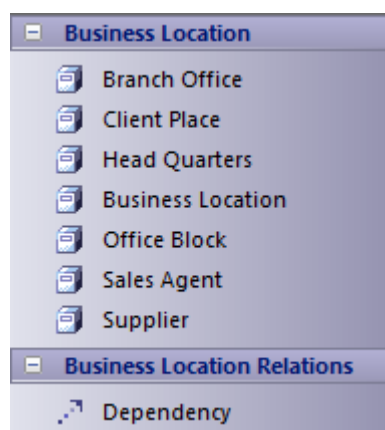 Business Location
Branch Office
Client Place
Head Quarters
Business Location
Office Block
Sales Agent
Supplier
Business Location Relations
Dependency